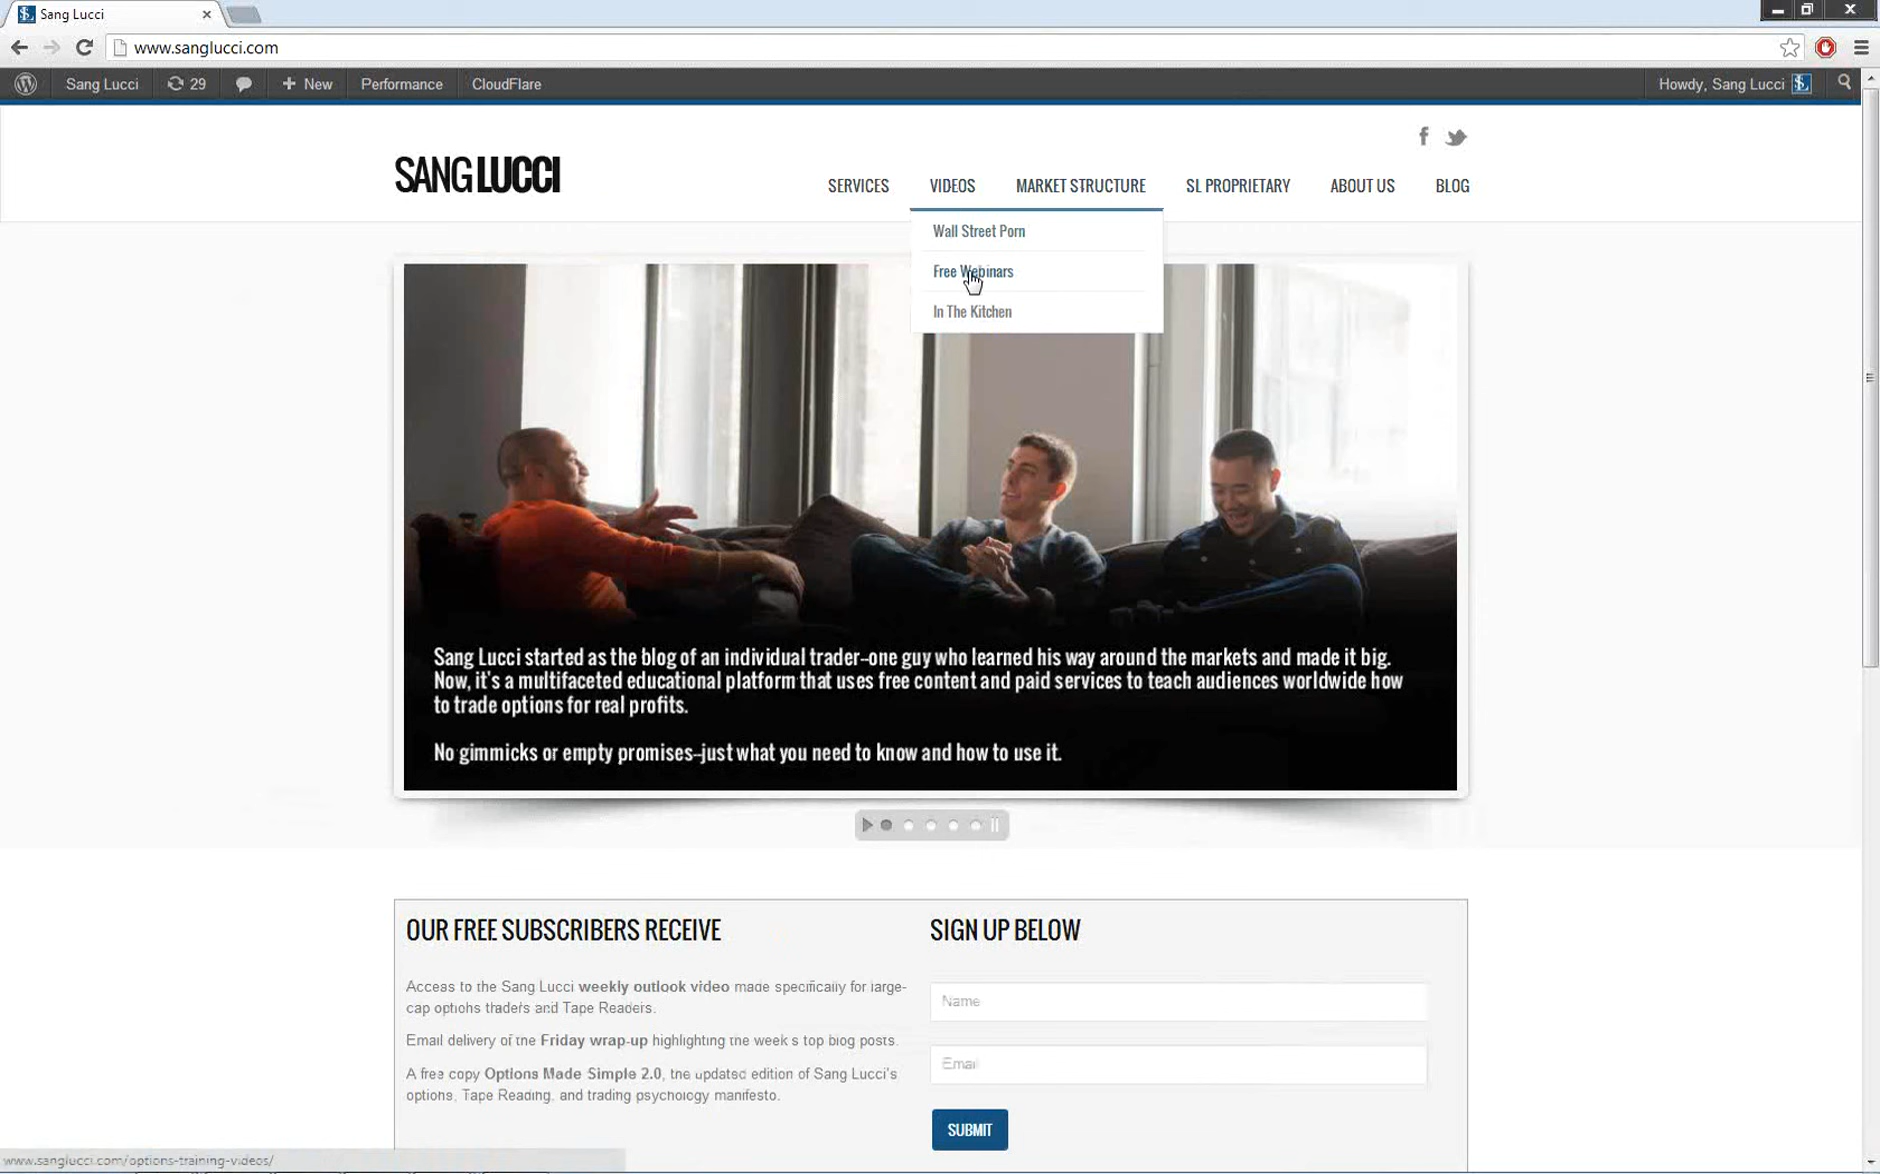 Sang Lucci
www.sanglucci.com
Sang Lucci 29 New Performance CloudFlare Howdy, Sang Lucci
SANG LUCCI
SERVICES VIDEOS MARKET STRUCTURE SL PROPRIETARY ABOUT US BLOG
Wall Street Porn
Free Webinars
In The Kitchen
Sang Lucci started as the blog of an individual trader--one guy who learned his way around the markets and made it big.
Now, it's a multifaceted educational platform that uses free content and paid services to teach audiences worldwide how
to trade options for real profits.
No gimmicks or empty promises--just what you need to know and how to use it.
OUR FREE SUBSCRIBERS RECEIVE
Access to the Sang Lucci weekly outlook video made specifically for large-
cap options traders and Tape Readers.
Email delivery of the Friday wrap-up highlighting the week's top blog posts.
A free copy Options Made Simple 2.0, the updated edition of Sang Lucci's
options, Tape Reading, and trading psychology manifesto.
SIGN UP BELOW
Name
Email
SUBMIT
www.sanglucci.com/options-training-videos/